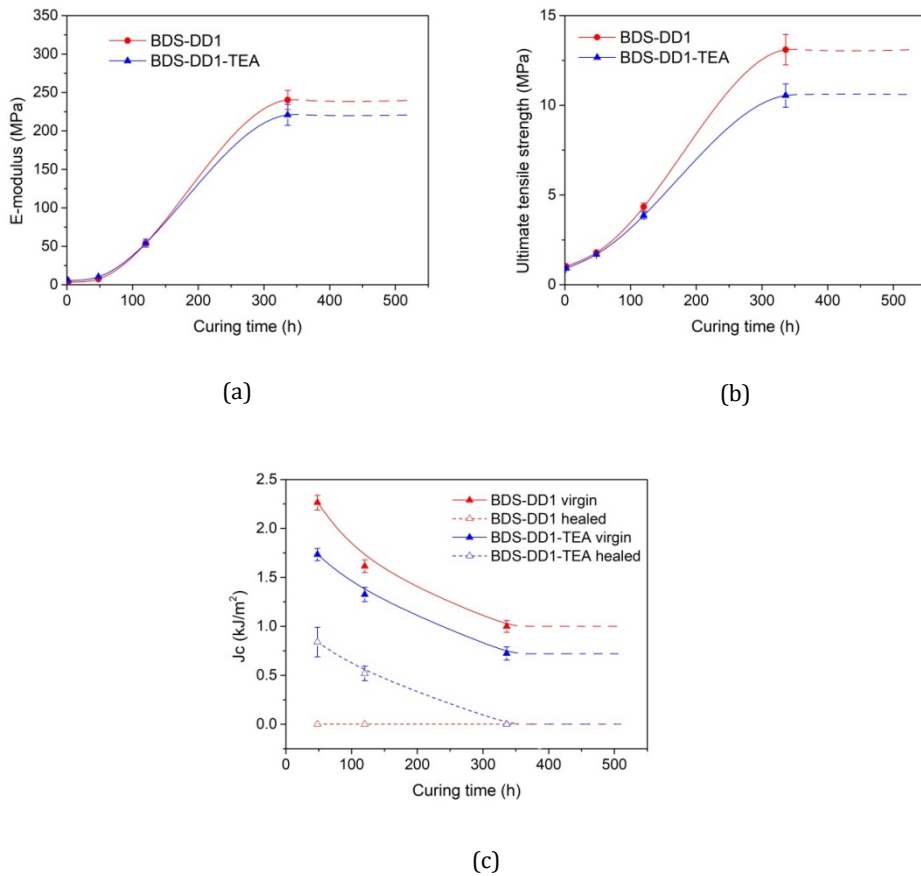 350
300
250
200
150
100
50
0
E-modulus (MPa)
BDS-DD1
BDS-DD1-TEA
0 100 200 300 400 500
Curing time (h)
(a)
15
10
5
0
Ultimate tensile strength (MPa)
BDS-DD1
BDS-DD1-TEA
0 100 200 300 400 500
Curing time (h)
(b)
2.5
2.0
1.5
1.0
0.5
0.0
Jc (kJ/m²)
BDS-DD1 virgin
BDS-DD1 healed
BDS-DD1-TEA virgin
BDS-DD1-TEA healed
0 100 200 300 400 500
Curing time (h)
(c)